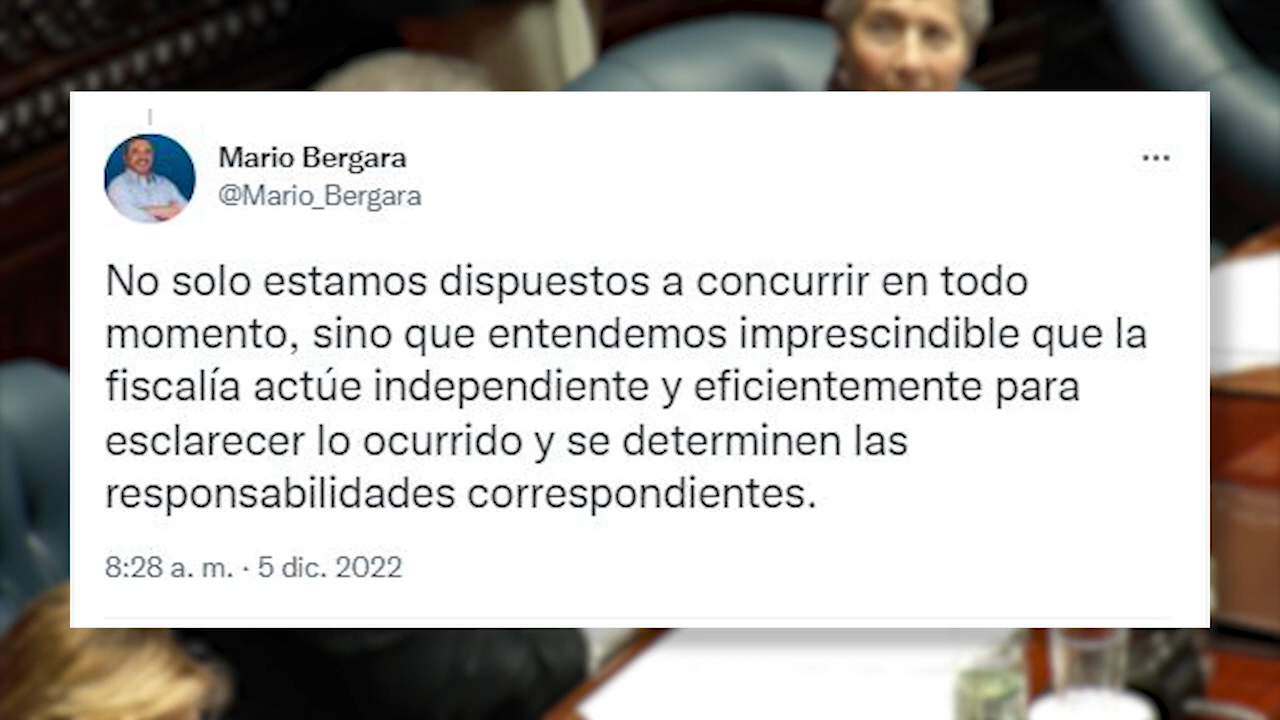 Mario Bergara
@Mario_Bergara
No solo estamos dispuestos a concurrir en todo
momento, sino que entendemos imprescindible que la
fiscalía actúe independiente y eficientemente para
esclarecer lo ocurrido y se determinen las
responsabilidades correspondientes.
8:28 a. m. · 5 dic. 2022